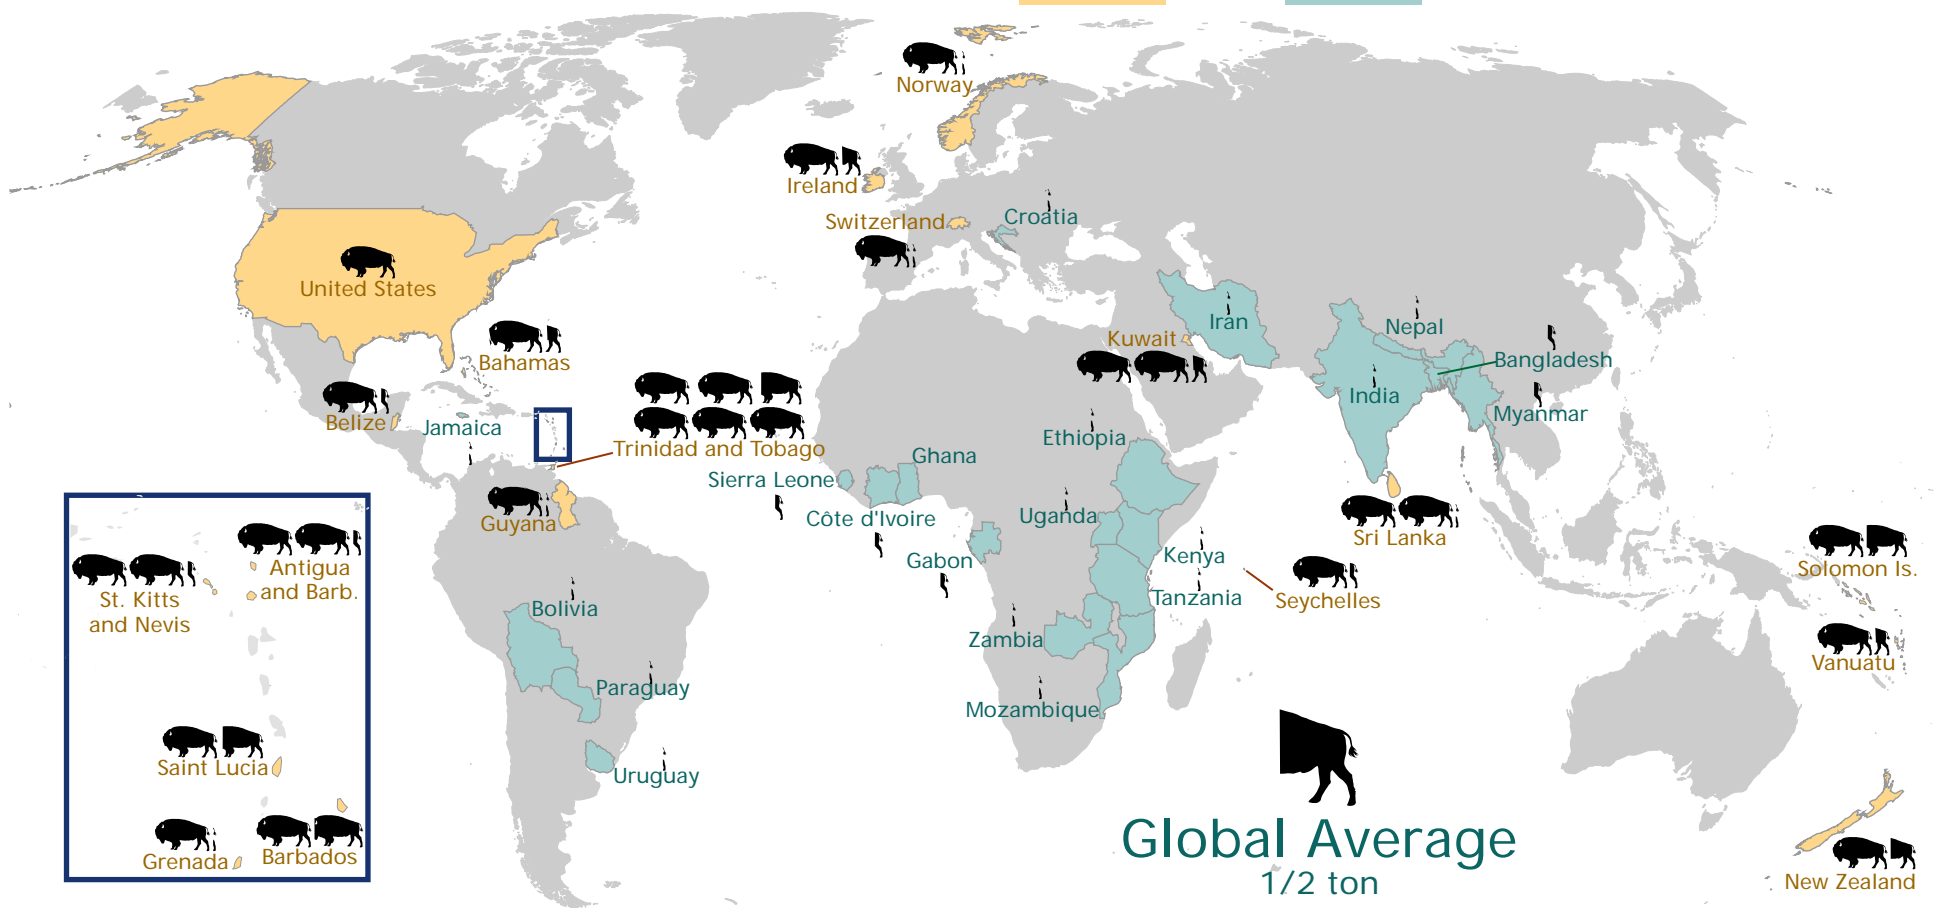 Norway
Ireland
Switzerland
Croatia
United States
Bahamas
Kuwait
Iran
Nepal
Bangladesh
India
Myanmar
Belize
Jamaica
Trinidad and Tobago
Ethiopia
Ghana
Sierra Leone
Côte d'Ivoire
Guyana
Uganda
Gabon
Kenya
Sri Lanka
Solomon Is.
Tanzania
Seychelles
Antigua
and Barb.
St. Kitts
and Nevis
Bolivia
Zambia
Vanuatu
Paraguay
Mozambique
Saint Lucia
Uruguay
Grenada
Barbados
Global Average
1/2 ton
New Zealand